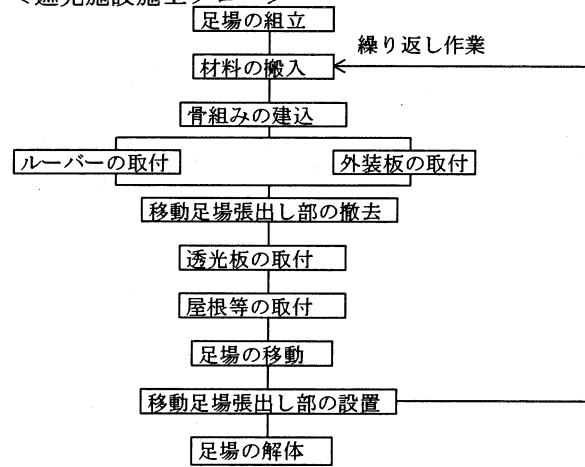 <遮光施設施工フロー>
足場の組立
繰り返し作業
材料の搬入
骨組みの建込
ルーバーの取付
外装板の取付
移動足場張出し部の撤去
透光板の取付
屋根等の取付
足場の移動
移動足場張出し部の設置
足場の解体